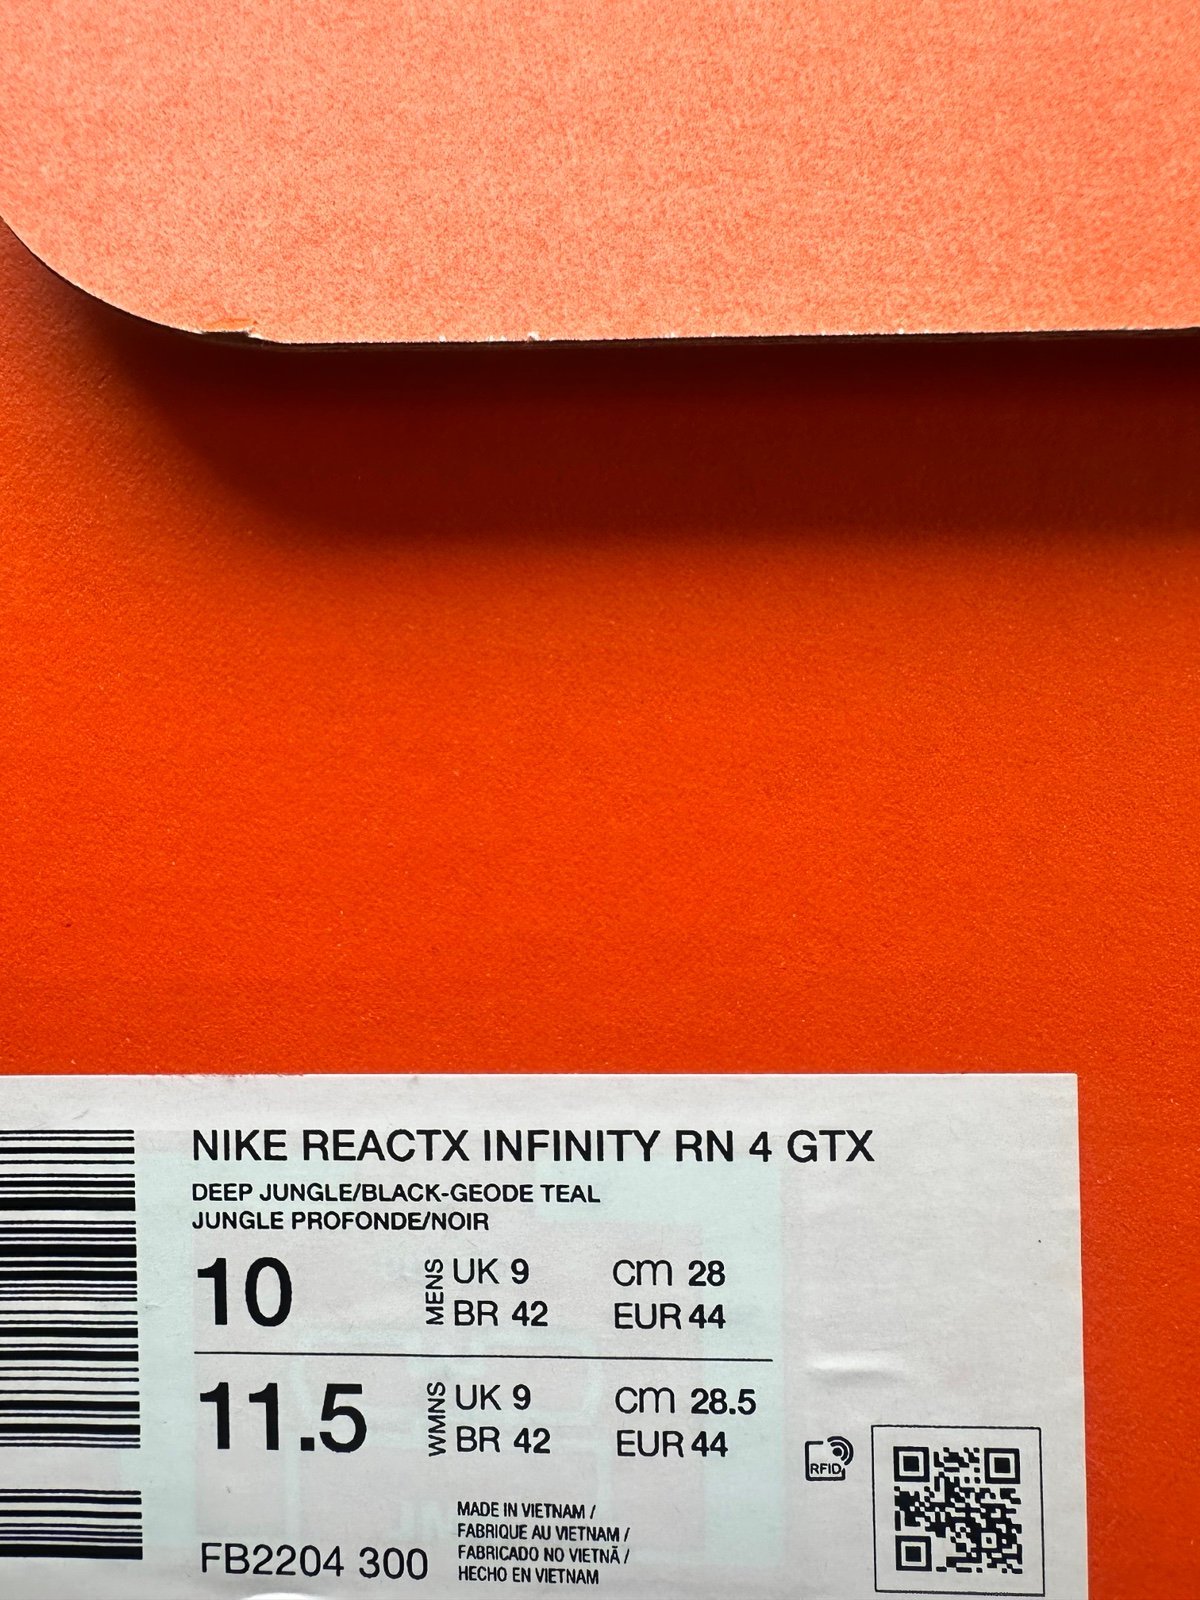 NIKE REACTX INFINITY RN 4 GTX
DEEP JUNGLE/BLACK-GEODE TEAL
JUNGLE PROFONDE/NOIR
10 MENS UK 9 CM 28
BR 42 EUR 44
11.5 WMNS UK 9 CM 28.5
BR 42 EUR 44
RFID
MADE IN VIETNAM /
FABRIQUE AU VIETNAM /
FABRICADO NO VIETNÃ /
HECHO EN VIETNAM
FB2204 300